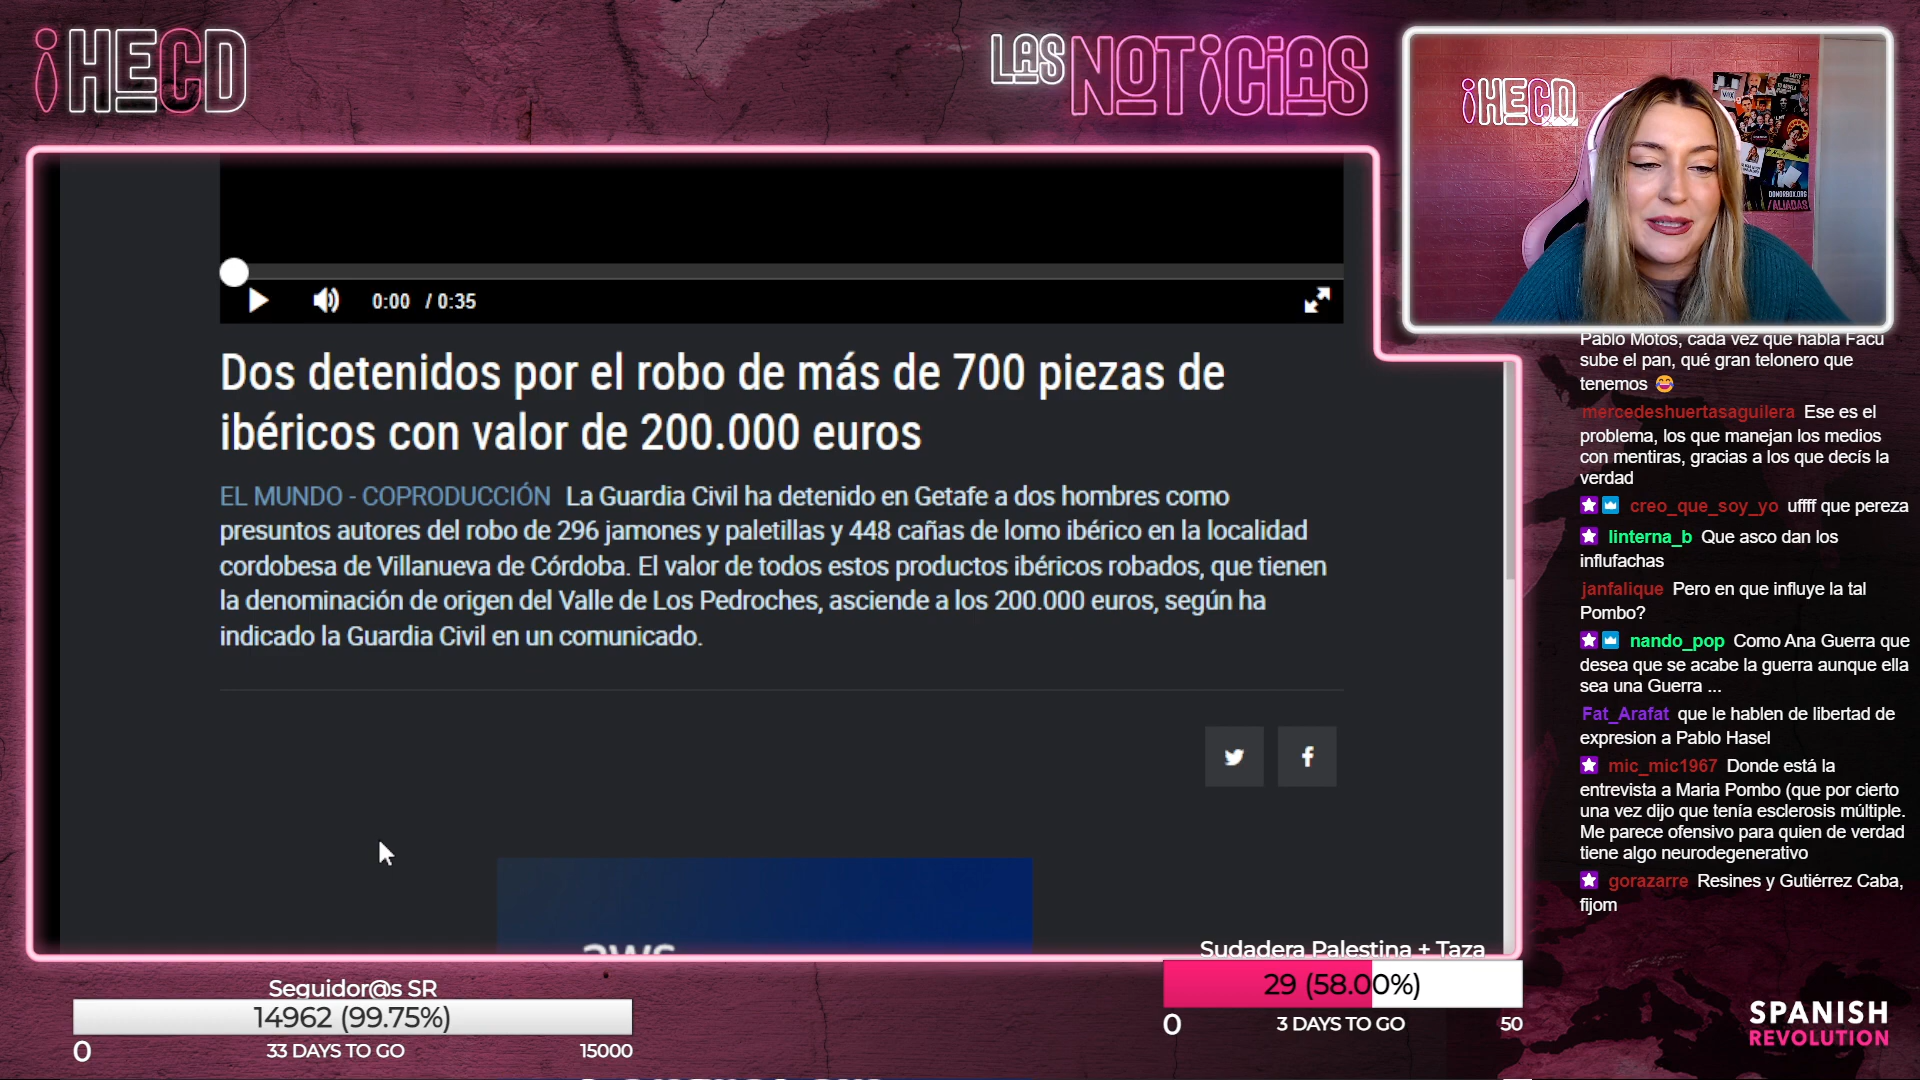 ¡HECD
LAS NOTICIAS
¡HECD
DONORBOX.ORG
/ALIADAS
0:00 / 0:35
Dos detenidos por el robo de más de 700 piezas de
ibéricos con valor de 200.000 euros
EL MUNDO - COPRODUCCIÓN La Guardia Civil ha detenido en Getafe a dos hombres como
presuntos autores del robo de 296 jamones y paletillas y 448 cañas de lomo ibérico en la localidad
cordobesa de Villanueva de Córdoba. El valor de todos estos productos ibéricos robados, que tienen
la denominación de origen del Valle de Los Pedroches, asciende a los 200.000 euros, según ha
indicado la Guardia Civil en un comunicado.
aws
Pablo Motos, cada vez que habla Facu
sube el pan, qué gran telonero que
tenemos 😂
mercedeshuertasaguilera Ese es el
problema, los que manejan los medios
con mentiras, gracias a los que decís la
verdad
creo_que_soy_yo uffff que pereza
linterna_b Que asco dan los
influfachas
janfalique Pero en que influye la tal
Pombo?
nando_pop Como Ana Guerra que
desea que se acabe la guerra aunque ella
sea una Guerra ...
Fat_Arafat que le hablen de libertad de
expresion a Pablo Hasel
mic_mic1967 Donde está la
entrevista a Maria Pombo (que por cierto
una vez dijo que tenía esclerosis múltiple.
Me parece ofensivo para quien de verdad
tiene algo neurodegenerativo
gorazarre Resines y Gutiérrez Caba,
fijom
Seguidor@s SR
14962 (99.75%)
0 33 DAYS TO GO 15000
Sudadera Palestina + Taza
29 (58.00%)
0 3 DAYS TO GO 50
SPANISH
REVOLUTION